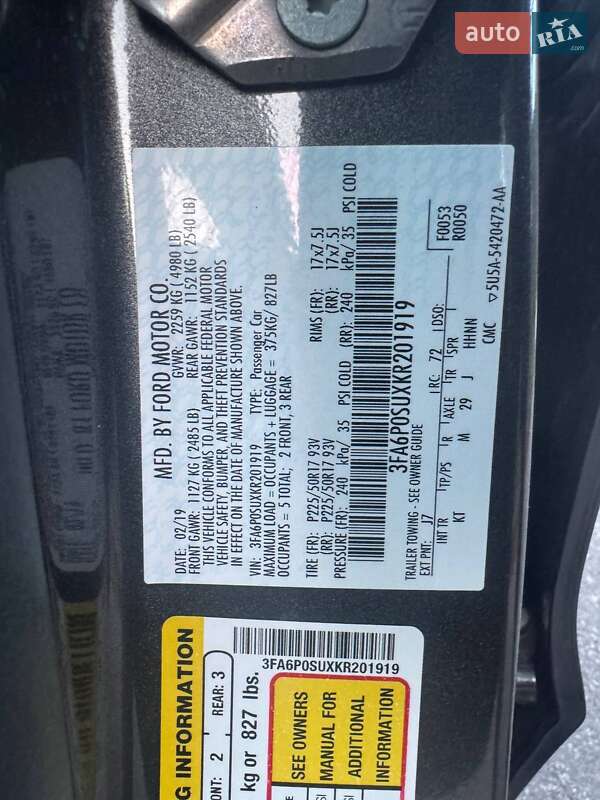 auto RIA.com
MFD. BY FORD MOTOR CO.
DATE: 02/19 GVWR: 2259 KG ( 4980 LB)
FRONT GAWR: 1127 KG ( 2485 LB) REAR GAWR: 1152 KG ( 2540 LB)
THIS VEHICLE CONFORMS TO ALL APPLICABLE FEDERAL MOTOR
VEHICLE SAFETY, BUMPER, AND THEFT PREVENTION STANDARDS
IN EFFECT ON THE DATE OF MANUFACTURE SHOWN ABOVE.
VIN: 3FA6P0SUXKR201919 TYPE: Passenger Car
MAXIMUM LOAD = OCCUPANTS + LUGGAGE = 375KG/ 827LB
OCCUPANTS = 5 TOTAL; 2 FRONT, 3 REAR
TIRE (FR): P225/50R17 93V RIMS (FR): 17x7.5J
(RR): P225/50R17 93V (RR): 17x7.5J
PRESSURE (FR): 240 kPa/ 35 PSI COLD (RR): 240 kPa/ 35 PSI COLD
3FA6P0SUXKR201919
TRAILER TOWING - SEE OWNER GUIDE F0053
EXT PNT: J7 RC: 72 DSO: R0050
INT TR TP/PS R AXLE TR SPR
KT M 29 J HHNN
CMC ▽5U5A-5420472-AA
G INFORMATION
REAR: 3
2
kg or 827 lbs.
3FA6P0SUXKR201919
SEE OWNERS
MANUAL FOR
ADDITIONAL
INFORMATION